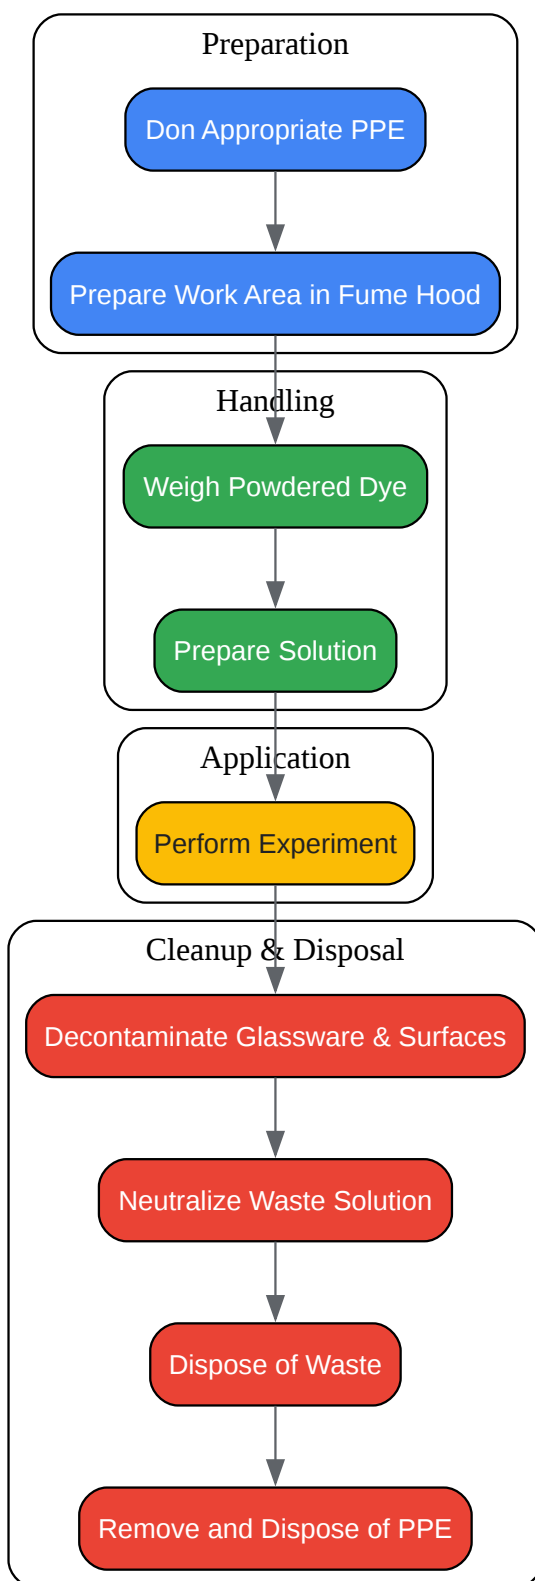 Preparation
Don Appropriate PPE
Prepare Work Area in Fume Hood
Handling
Weigh Powdered Dye
Prepare Solution
Application
Perform Experiment
Cleanup & Disposal
Decontaminate Glassware & Surfaces
Neutralize Waste Solution
Dispose of Waste
Remove and Dispose of PPE